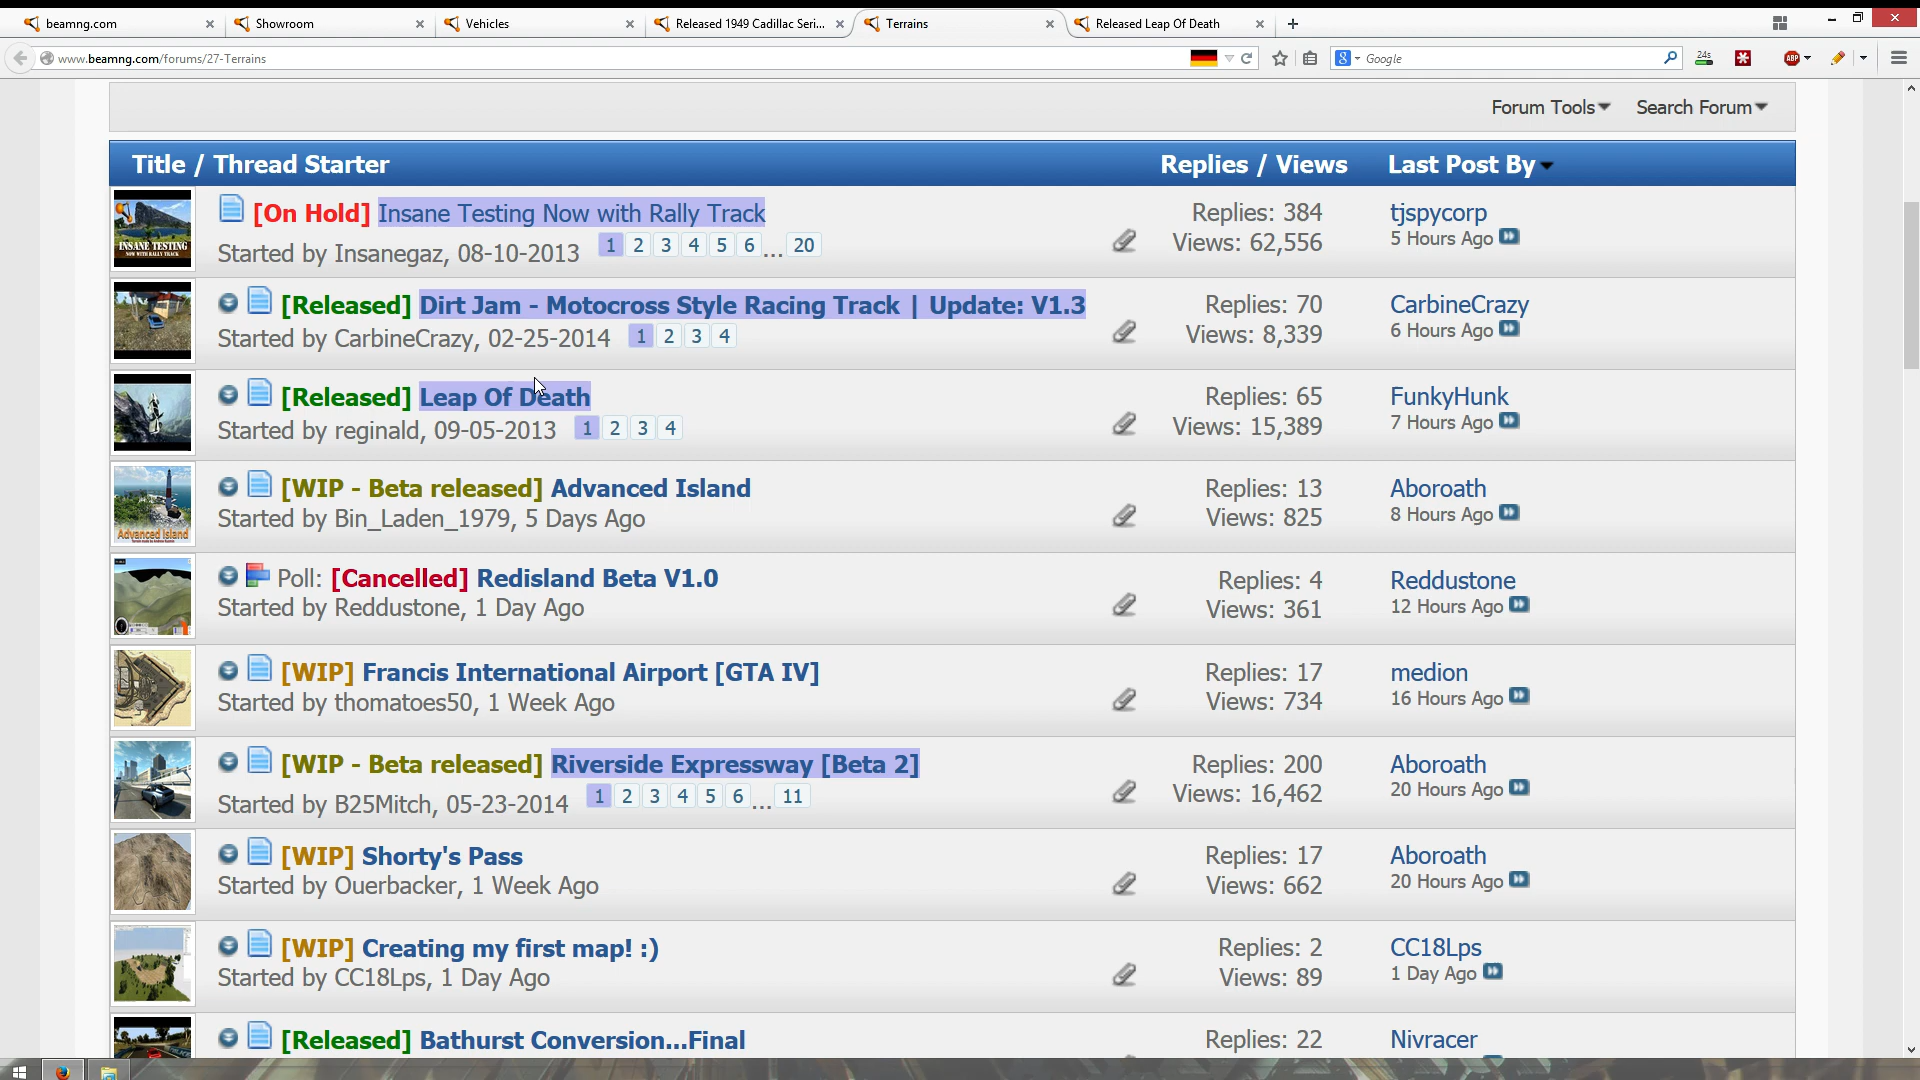 beamng.com
Showroom
Vehicles
Released 1949 Cadillac Seri...
Terrains
Released Leap Of Death
www.beamng.com/forums/27-Terrains
Google
24s
ABP
Forum Tools
Search Forum
Title / Thread Starter
Replies / Views
Last Post By
INSANE TESTING
NOW WITH RALLY TRACK
[On Hold] Insane Testing Now with Rally Track
Started by Insanegaz, 08-10-2013
1 2 3 4 5 6 ... 20
Replies: 384
Views: 62,556
tjspycorp
5 Hours Ago
[Released] Dirt Jam - Motocross Style Racing Track | Update: V1.3
Started by CarbineCrazy, 02-25-2014
1 2 3 4
Replies: 70
Views: 8,339
CarbineCrazy
6 Hours Ago
[Released] Leap Of Death
Started by reginald, 09-05-2013
1 2 3 4
Replies: 65
Views: 15,389
FunkyHunk
7 Hours Ago
Advanced Island
[WIP - Beta released] Advanced Island
Started by Bin_Laden_1979, 5 Days Ago
Replies: 13
Views: 825
Aboroath
8 Hours Ago
Poll: [Cancelled] Redisland Beta V1.0
Started by Reddustone, 1 Day Ago
Replies: 4
Views: 361
Reddustone
12 Hours Ago
[WIP] Francis International Airport [GTA IV]
Started by thomatoes50, 1 Week Ago
Replies: 17
Views: 734
medion
16 Hours Ago
[WIP - Beta released] Riverside Expressway [Beta 2]
Started by B25Mitch, 05-23-2014
1 2 3 4 5 6 ... 11
Replies: 200
Views: 16,462
Aboroath
20 Hours Ago
[WIP] Shorty's Pass
Started by Ouerbacker, 1 Week Ago
Replies: 17
Views: 662
Aboroath
20 Hours Ago
[WIP] Creating my first map! :)
Started by CC18Lps, 1 Day Ago
Replies: 2
Views: 89
CC18Lps
1 Day Ago
[Released] Bathurst Conversion...Final
Replies: 22
Nivracer